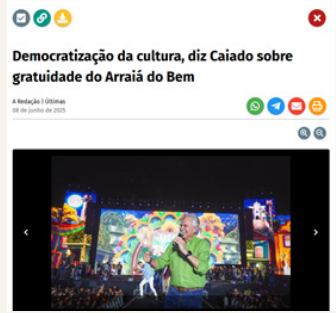 Democratização da cultura, diz Caiado sobre
gratuidade do Arraiá do Bem
A Redação | Últimas
08 de junho de 2025